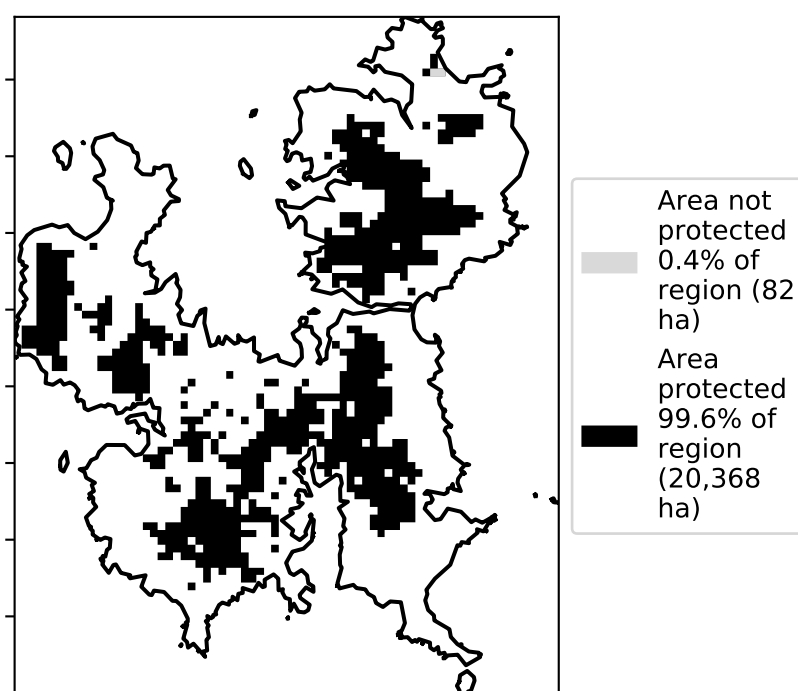 Area not
protected
0.4% of
region (82
ha)
Area
protected
99.6% of
region
(20,368
ha)